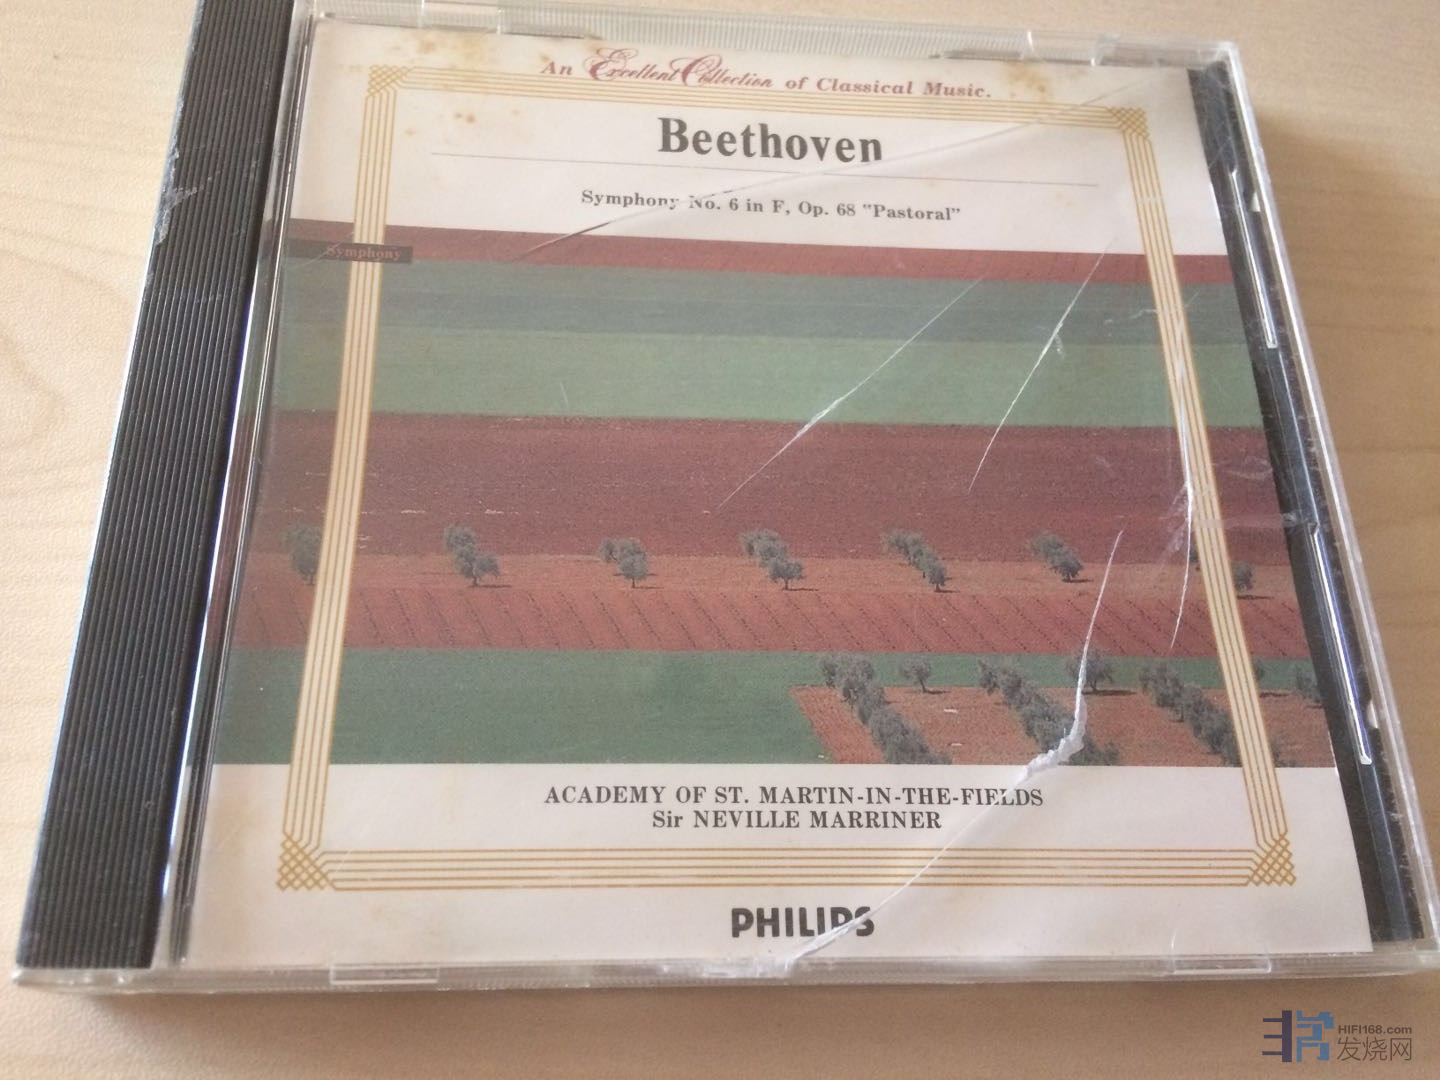 An Excellent Collection of Classical Music.
Beethoven
Symphony No. 6 in F, Op. 68 "Pastoral"
Symphony
ACADEMY OF ST. MARTIN-IN-THE-FIELDS
Sir NEVILLE MARRINER
PHILIPS
HIFI168.com
发烧网